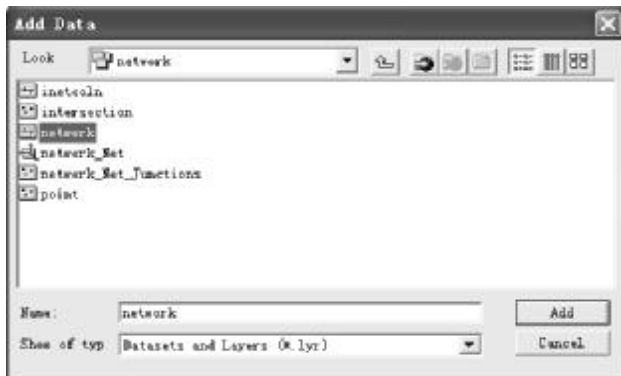 Add Data
Look network
inetsoln
intersection
network
network_Net
network_Net_Junctions
point
Name: network Add
Show of typ Datasets and Layers (*.lyr) Cancel